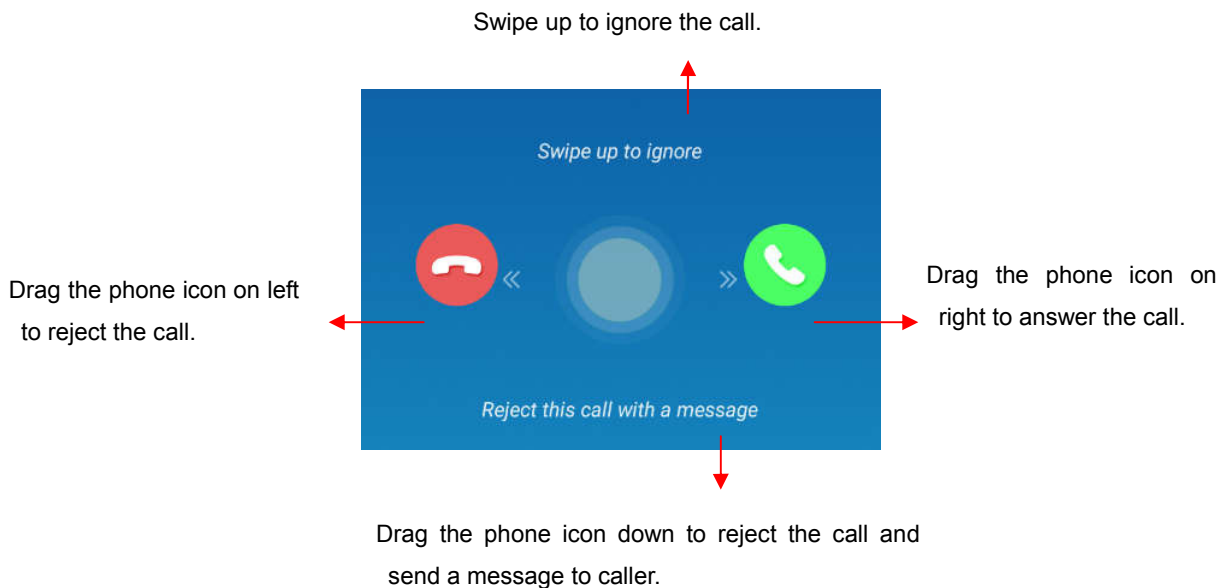 Swipe up to ignore the call.
Swipe up to ignore
Drag the phone icon on left
to reject the call.
Drag the phone icon on
right to answer the call.
Reject this call with a message
Drag the phone icon down to reject the call and
send a message to caller.